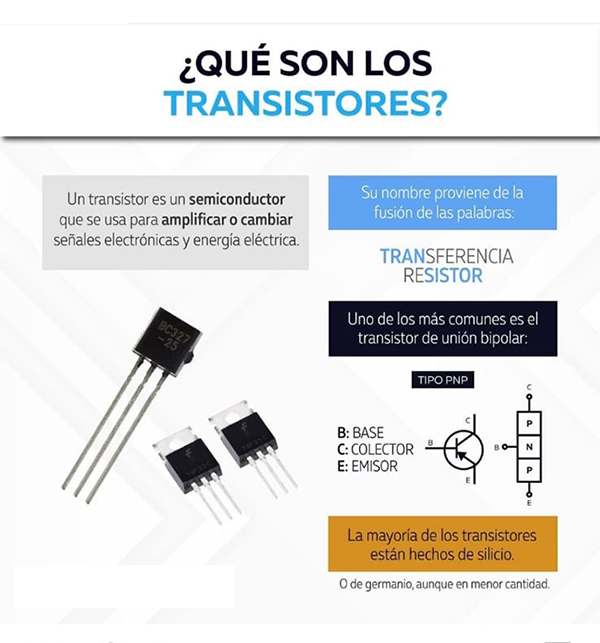 ¿QUÉ SON LOS
TRANSISTORES?
Un transistor es un semiconductor
que se usa para amplificar o cambiar
señales electrónicas y energía eléctrica.
Su nombre proviene de la
fusión de las palabras:
TRANSFERENCIA
RESISTOR
Uno de los más comunes es el
transistor de unión bipolar:
TIPO PNP
B: BASE
C: COLECTOR
E: EMISOR
C
B
E
C
P
B
N
P
E
BC327
-25
La mayoría de los transistores
están hechos de silicio.
O de germanio, aunque en menor cantidad.